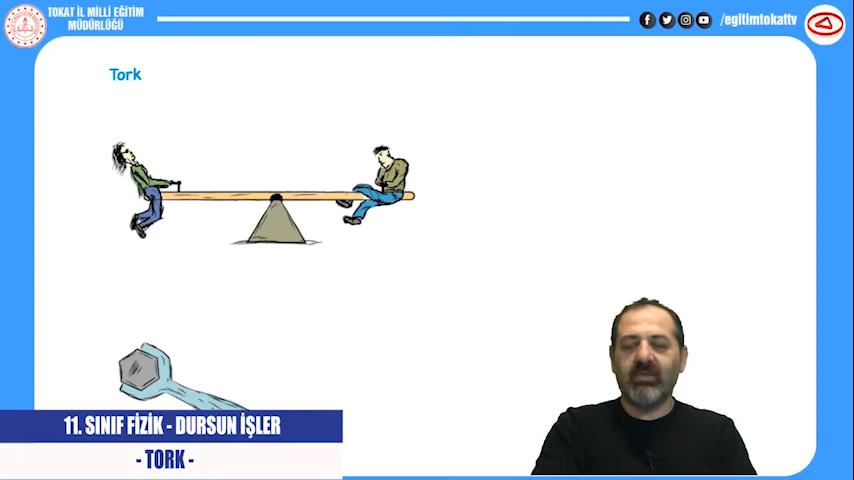 TOKAT İL MİLLİ EĞİTİM
MÜDÜRLÜĞÜ
/egitimtokattv
Tork
11. SINIF FİZİK - DURSUN İŞLER
- TORK -